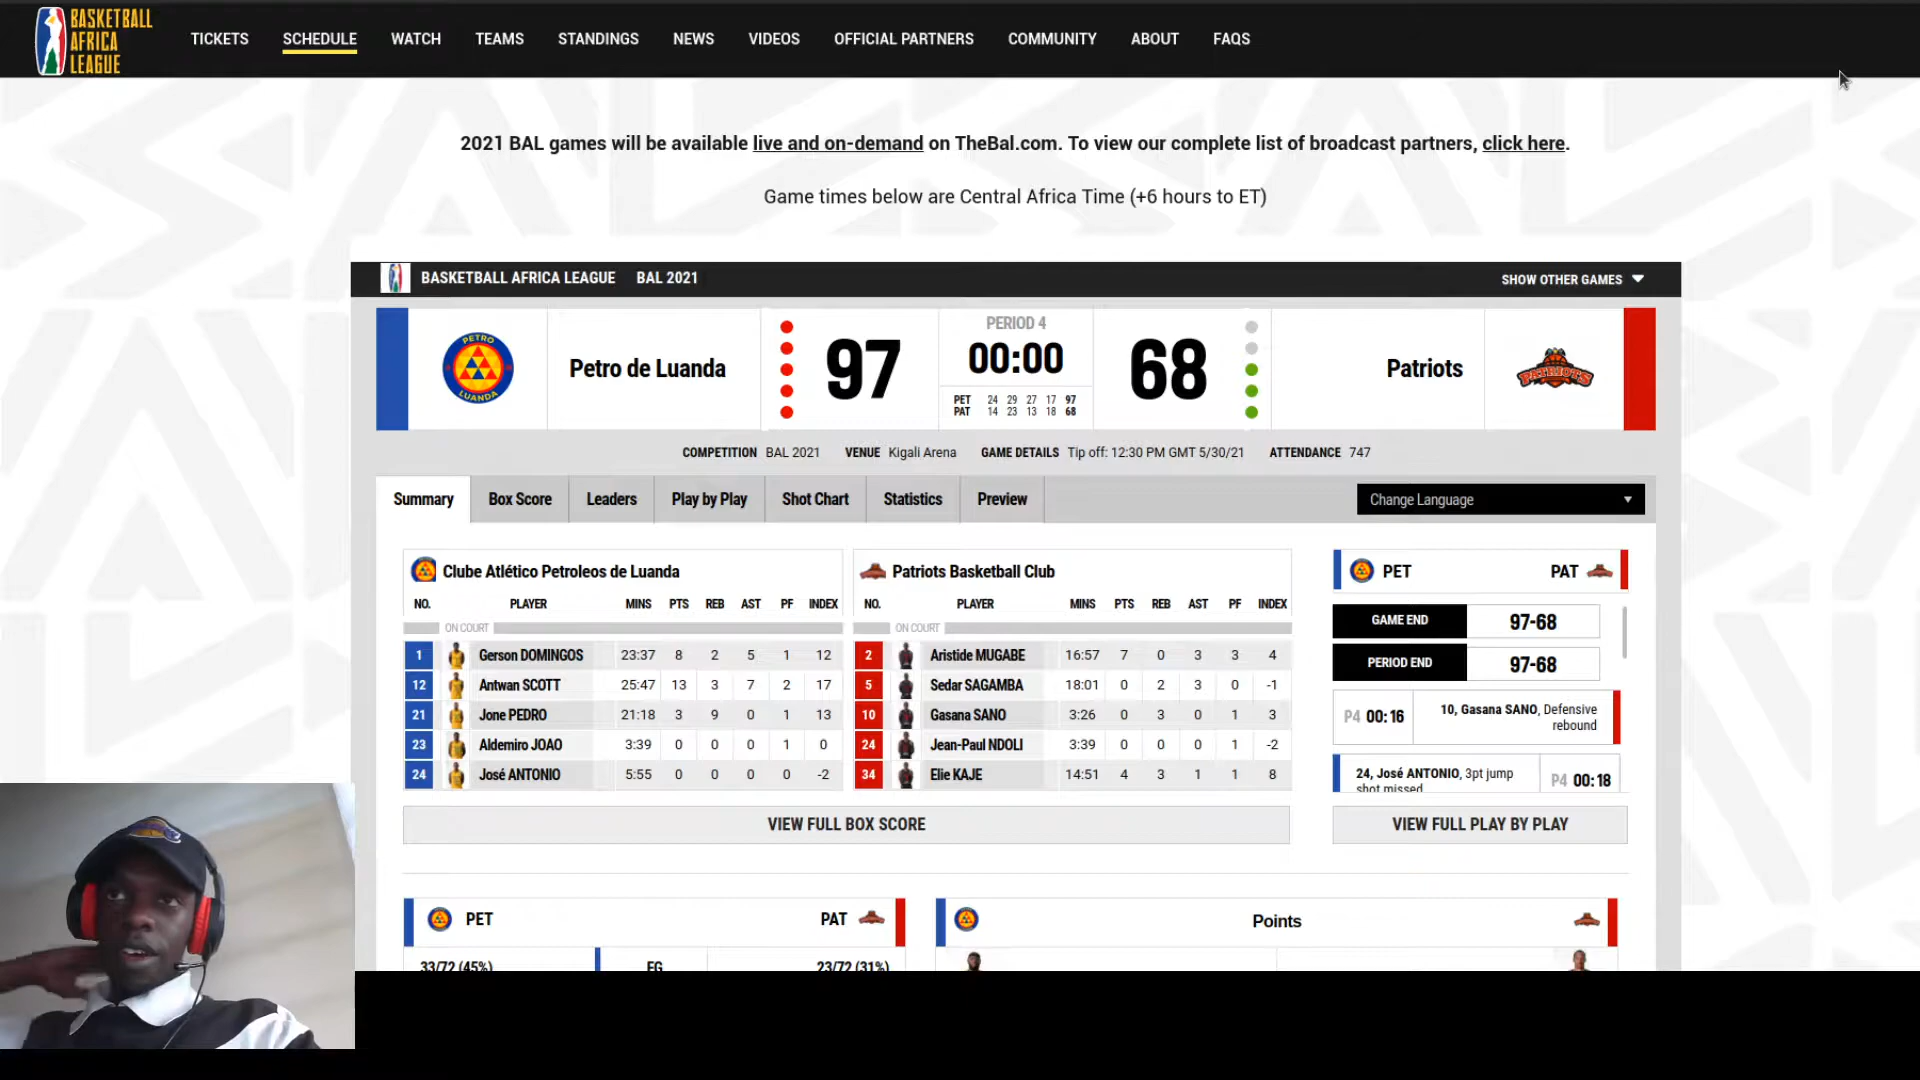 BASKETBALL
AFRICA
LEAGUE
TICKETS SCHEDULE WATCH TEAMS STANDINGS NEWS VIDEOS OFFICIAL PARTNERS COMMUNITY ABOUT FAQS
2021 BAL games will be available live and on-demand on TheBal.com. To view our complete list of broadcast partners, click here.
Game times below are Central Africa Time (+6 hours to ET)
BASKETBALL AFRICA LEAGUE BAL 2021 SHOW OTHER GAMES
PETRO
LUANDA
Petro de Luanda
97
PERIOD 4
00:00
PET 24 29 27 17 97
PAT 14 23 13 18 68
68
Patriots
PATRIOTS
COMPETITION BAL 2021 VENUE Kigali Arena GAME DETAILS Tip off: 12:30 PM GMT 5/30/21 ATTENDANCE 747
Summary Box Score Leaders Play by Play Shot Chart Statistics Preview Change Language
Clube Atlético Petroleos de Luanda
NO. PLAYER MINS PTS REB AST PF INDEX
ON COURT
1 Gerson DOMINGOS 23:37 8 2 5 1 12
12 Antwan SCOTT 25:47 13 3 7 2 17
21 Jone PEDRO 21:18 3 9 0 1 13
23 Aldemiro JOAO 3:39 0 0 0 1 0
24 José ANTONIO 5:55 0 0 0 0 -2
Patriots Basketball Club
NO. PLAYER MINS PTS REB AST PF INDEX
ON COURT
2 Aristide MUGABE 16:57 7 0 3 3 4
5 Sedar SAGAMBA 18:01 0 2 3 0 -1
10 Gasana SANO 3:26 0 3 0 1 3
24 Jean-Paul NDOLI 3:39 0 0 0 1 -2
34 Elie KAJE 14:51 4 3 1 1 8
VIEW FULL BOX SCORE
PET PAT
GAME END 97-68
PERIOD END 97-68
P4 00:16 10, Gasana SANO, Defensive
rebound
24, José ANTONIO, 3pt jump P4 00:18
shot missed
VIEW FULL PLAY BY PLAY
PET PAT
33/72 (45%) FG 23/72 (31%)
Points